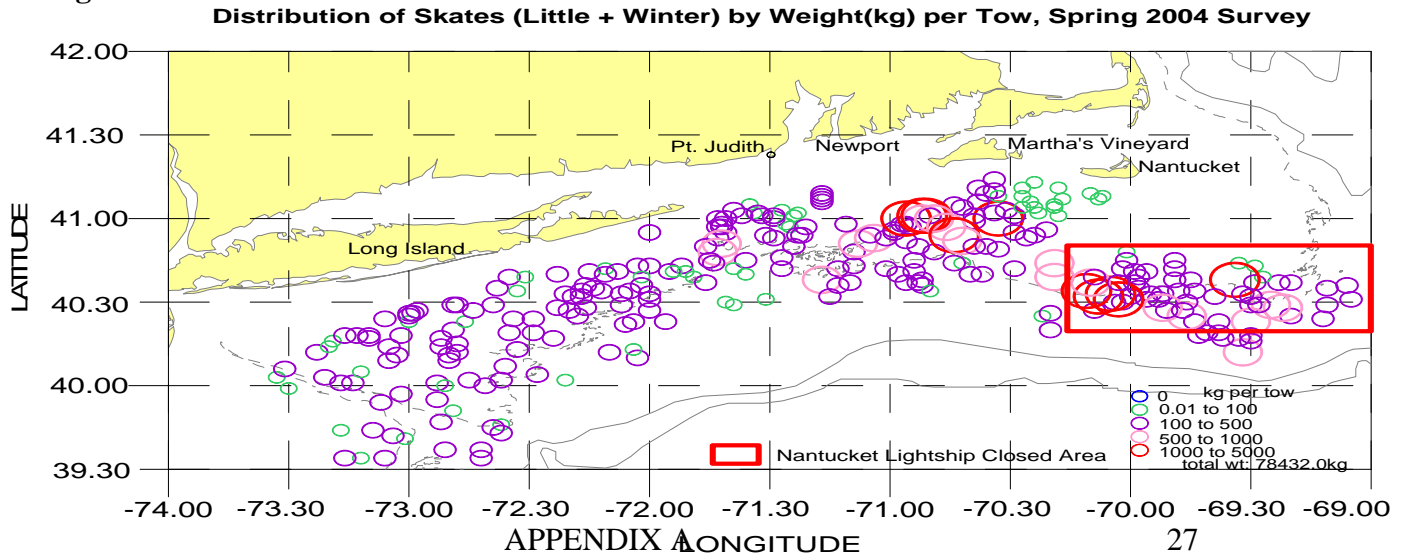 Distribution of Skates (Little + Winter) by Weight(kg) per Tow, Spring 2004 Survey
42.00
41.30
41.00
40.30
40.00
39.30
LATITUDE
Pt. Judith
Newport
Martha's Vineyard
Nantucket
Long Island
kg per tow
0
0.01 to 100
100 to 500
500 to 1000
1000 to 5000
total wt: 78432.0kg
Nantucket Lightship Closed Area
-74.00 -73.30 -73.00 -72.30 -72.00 -71.30 -71.00 -70.30 -70.00 -69.30 -69.00
LONGITUDE
APPENDIX A
27